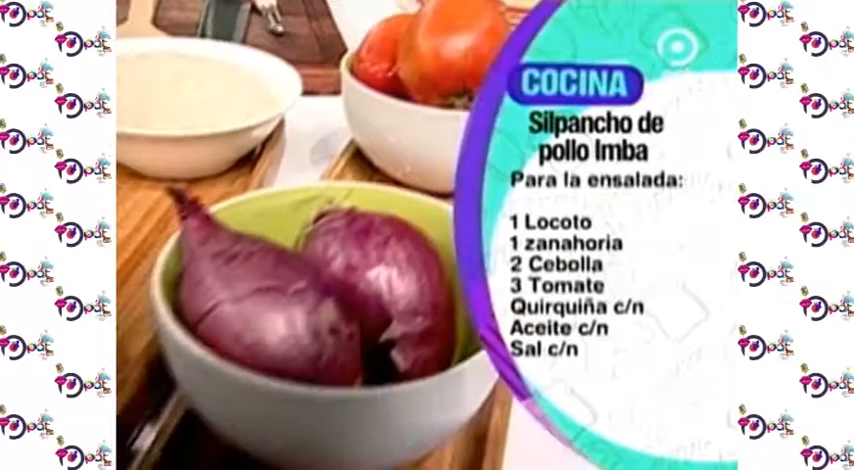 COCINA
Silpancho de
pollo Imba
Para la ensalada:
1 Locoto
1 zanahoria
2 Cebolla
3 Tomate
Quirquiña c/n
Aceite c/n
Sal c/n